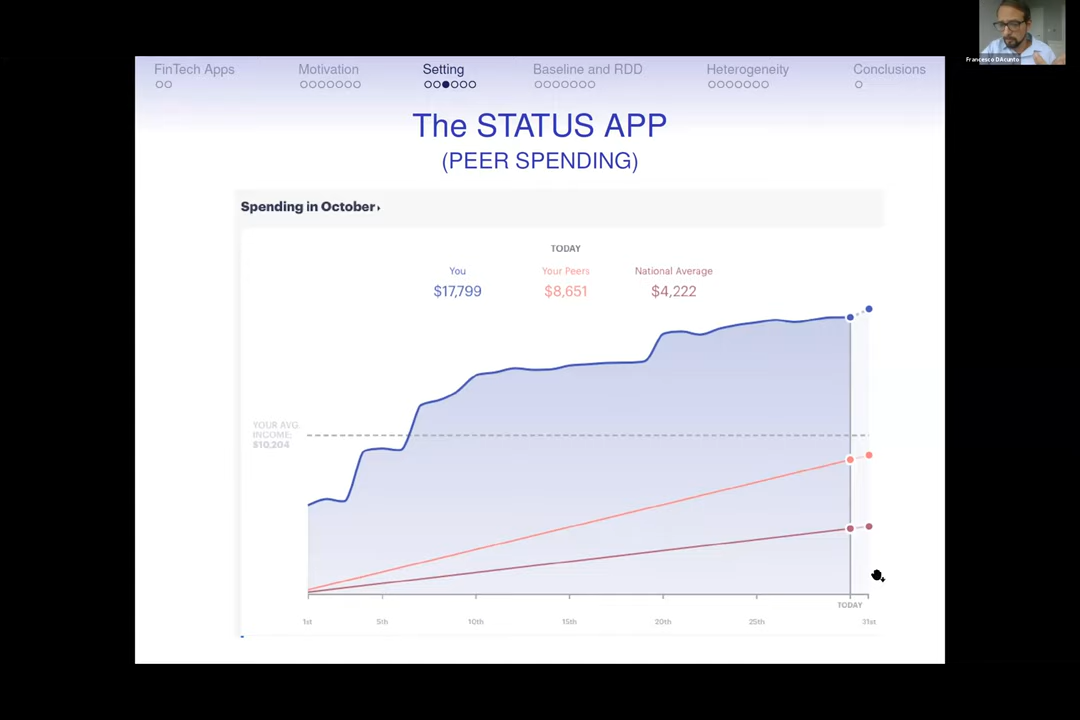 Francesco DAcunto
FinTech Apps Motivation Setting Baseline and RDD Heterogeneity Conclusions
The STATUS APP
(PEER SPENDING)
Spending in October
TODAY
You Your Peers National Average
$17,799 $8,651 $4,222
YOUR AVG.
INCOME:
$10,204
TODAY
1st 5th 10th 15th 20th 25th 31st